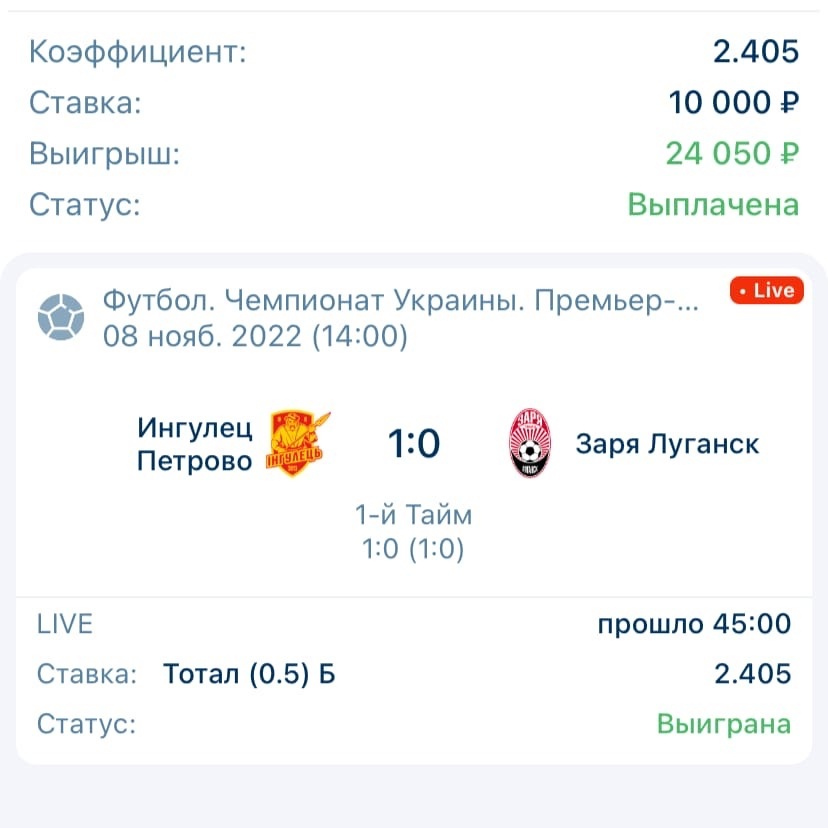 Коэффициент: 2.405
Ставка: 10 000 ₽
Выигрыш: 24 050 ₽
Статус: Выплачена
Футбол. Чемпионат Украины. Премьер-...
• Live
08 нояб. 2022 (14:00)
Ингулец
Петрово
ІНГУЛЕЦЬ
1:0
ЗАРЯ
Заря Луганск
1-й Тайм
1:0 (1:0)
LIVE прошло 45:00
Ставка: Тотал (0.5) Б 2.405
Статус: Выиграна